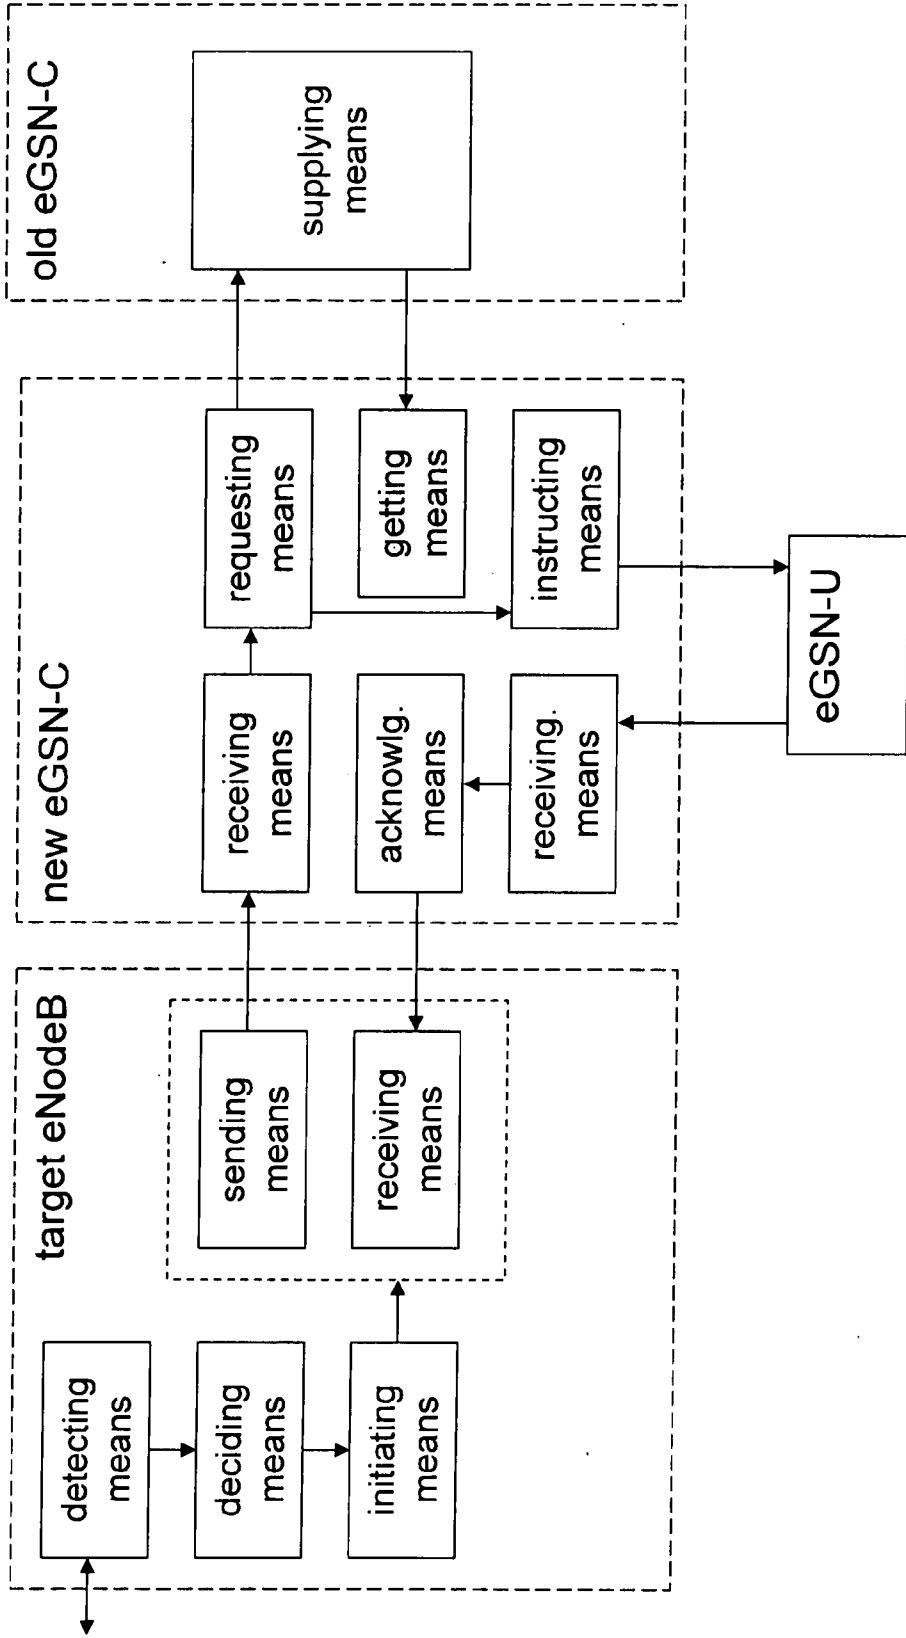 target eNodeB
detecting
means
deciding
means
initiating
means
sending
means
receiving
means
new eGSN-C
receiving
means
acknowlg.
means
receiving.
means
requesting
means
getting
means
instructing
means
old eGSN-C
supplying
means
eGSN-U